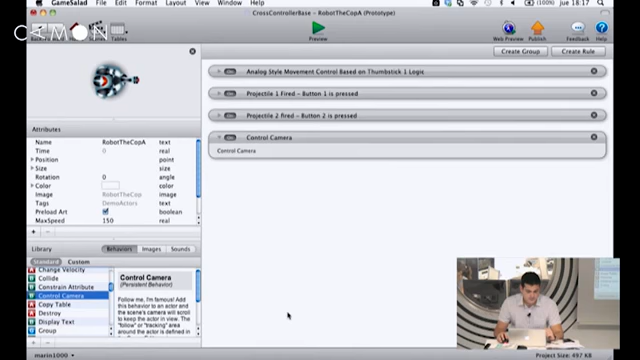 GameSalad File Edit Format Layout View Window Help
(100%) jue 18:17
CrossControllerBase – RobotTheCopA (Prototype)
CAMON
Tables
Preview
Web Preview
Publish
Feedback
Help
Create Group
Create Rule
Analog Style Movement Control Based on Thumbstick 1 Logic
Projectile 1 Fired – Button 1 is pressed
Projectile 2 fired – Button 2 is pressed
Control Camera
Control Camera
Attributes
Name RobotTheCopA text
Time 0 real
Position point
Size size
Rotation 0 angle
Color color
Image RobotTheCop image
Tags DemoActors text
Preload Art boolean
MaxSpeed 150 real
Library
Behaviors
Images
Sounds
Standard
Custom
Change Velocity
Collide
Constrain Attribute
Control Camera
Copy Table
Destroy
Display Text
Group
Control Camera
(Persistent Behavior)
Follow me, I'm famous! Add
this behavior to an actor and
the scene's camera will scroll
to keep the actor in view. The
"follow" or "tracking" area
around the actor is defined in
marin1000
Project Size: 497 KB